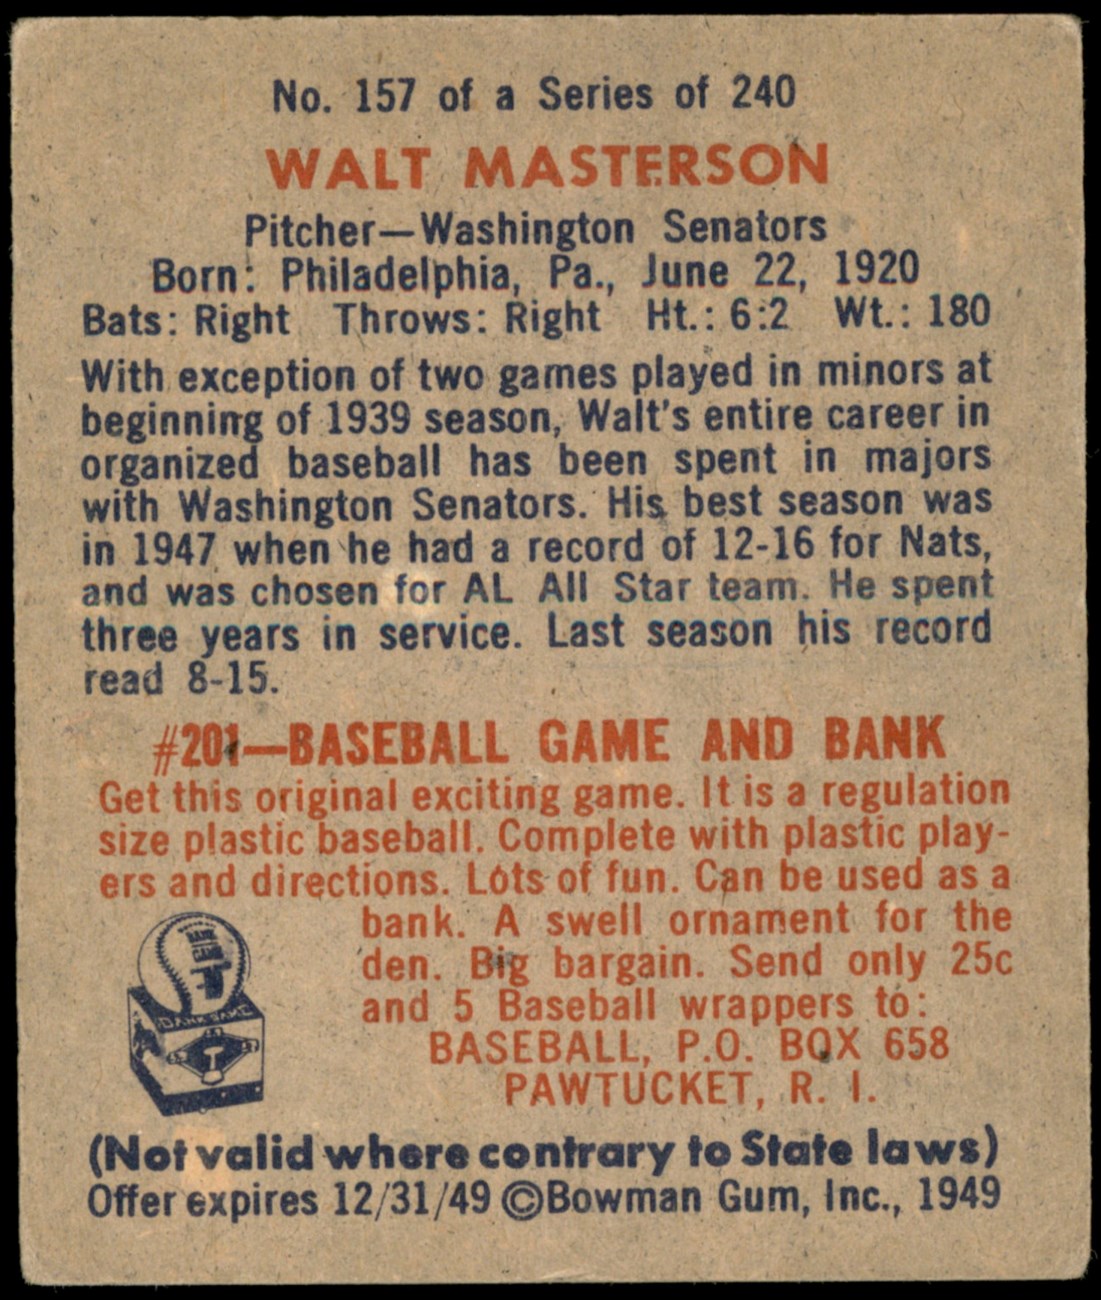 No. 157 of a Series of 240
WALT MASTERSON
Pitcher—Washington Senators
Born: Philadelphia, Pa., June 22, 1920
Bats: Right Throws: Right Ht.: 6:2 Wt.: 180
With exception of two games played in minors at
beginning of 1939 season, Walt's entire career in
organized baseball has been spent in majors
with Washington Senators. His best season was
in 1947 when he had a record of 12-16 for Nats,
and was chosen for AL All Star team. He spent
three years in service. Last season his record
read 8-15.
#201—BASEBALL GAME AND BANK
Get this original exciting game. It is a regulation
size plastic baseball. Complete with plastic play-
ers and directions. Lots of fun. Can be used as a
bank. A swell ornament for the
den. Big bargain. Send only 25c
and 5 Baseball wrappers to:
BASEBALL, P.O. BOX 658
PAWTUCKET, R. I.
BANK GAME
(Not valid where contrary to State laws)
Offer expires 12/31/49 ©Bowman Gum, Inc., 1949